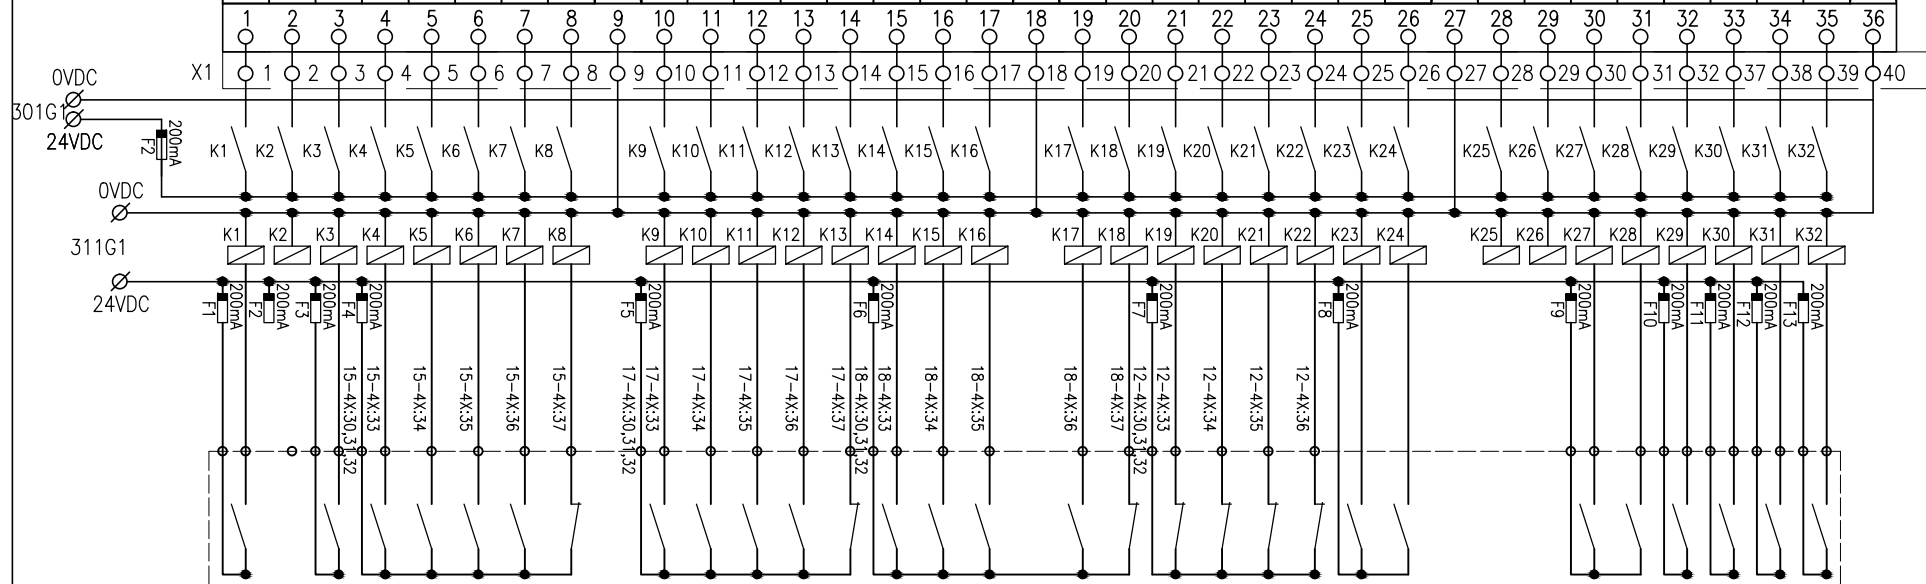 1 2 3 4 5 6 7 8 9 10 11 12 13 14 15 16 17 18 19 20 21 22 23 24 25 26 27 28 29 30 31 32 33 34 35 36
X1 1 2 3 4 5 6 7 8 9 10 11 12 13 14 15 16 17 18 19 20 21 22 23 24 25 26 27 28 29 30 31 32 37 38 39 40
0VDC
301G1
24VDC
200mA
F2
K1 K2 K3 K4 K5 K6 K7 K8 K9 K10 K11 K12 K13 K14 K15 K16 K17 K18 K19 K20 K21 K22 K23 K24 K25 K26 K27 K28 K29 K30 K31 K32
0VDC
K1 K2 K3 K4 K5 K6 K7 K8 K9 K10 K11 K12 K13 K14 K15 K16 K17 K18 K19 K20 K21 K22 K23 K24 K25 K26 K27 K28 K29 K30 K31 K32
311G1
24VDC
200mA 200mA 200mA 200mA 200mA 200mA 200mA 200mA 200mA 200mA 200mA 200mA 200mA
F1 F2 F3 F4 F5 F6 F7 F8 F9 F10 F11 F12 F13
15-4X:30,31,32
15-4X:33
15-4X:34
15-4X:35
15-4X:36
15-4X:37
17-4X:30,31,32
17-4X:33
17-4X:34
17-4X:35
17-4X:36
17-4X:37
18-4X:30,31,32
18-4X:33
18-4X:34
18-4X:35
18-4X:36
18-4X:37
12-4X:30,31,32
12-4X:33
12-4X:34
12-4X:35
12-4X:36